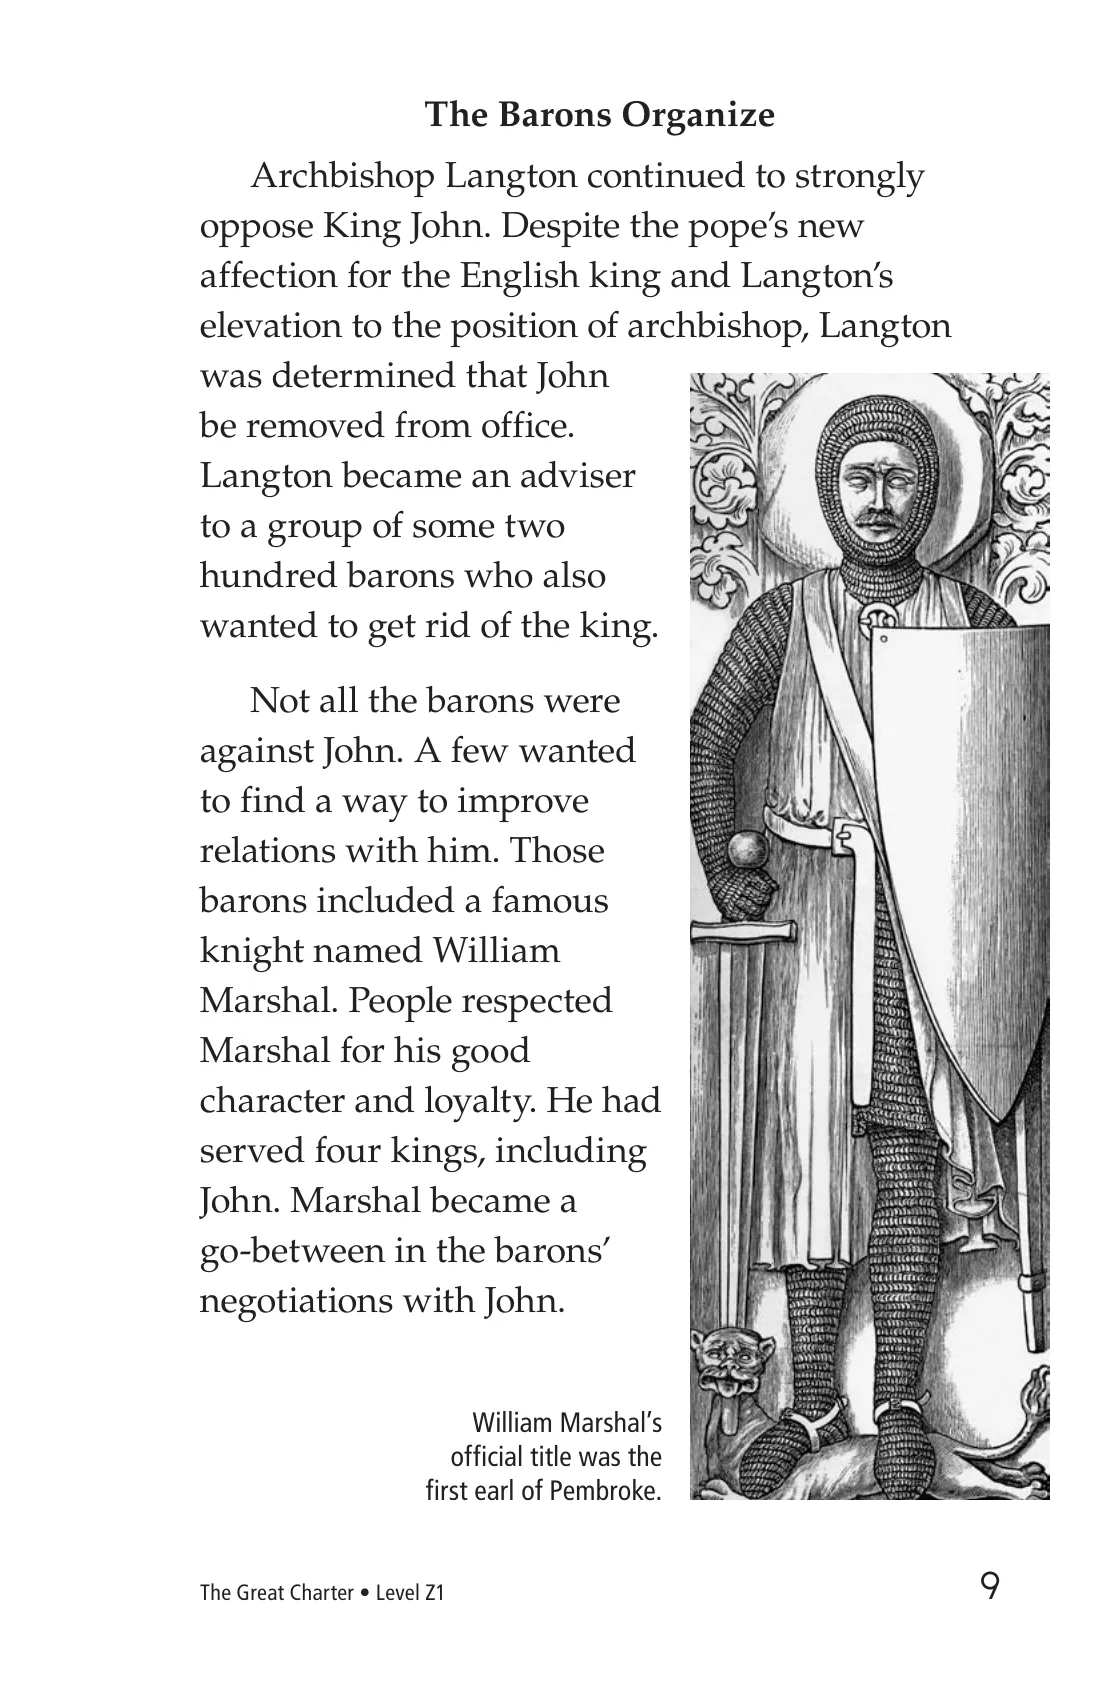 The Barons Organize
Archbishop Langton continued to strongly
oppose King John. Despite the pope’s new
affection for the English king and Langton’s
elevation to the position of archbishop, Langton
was determined that John
be removed from office.
Langton became an adviser
to a group of some two
hundred barons who also
wanted to get rid of the king.
Not all the barons were
against John. A few wanted
to find a way to improve
relations with him. Those
barons included a famous
knight named William
Marshal. People respected
Marshal for his good
character and loyalty. He had
served four kings, including
John. Marshal became a
go-between in the barons’
negotiations with John.
William Marshal’s
official title was the
first earl of Pembroke.
The Great Charter • Level Z1
9